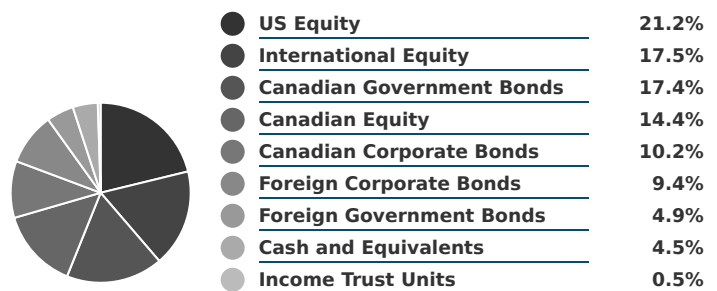 US Equity 21.2%
International Equity 17.5%
Canadian Government Bonds 17.4%
Canadian Equity 14.4%
Canadian Corporate Bonds 10.2%
Foreign Corporate Bonds 9.4%
Foreign Government Bonds 4.9%
Cash and Equivalents 4.5%
Income Trust Units 0.5%